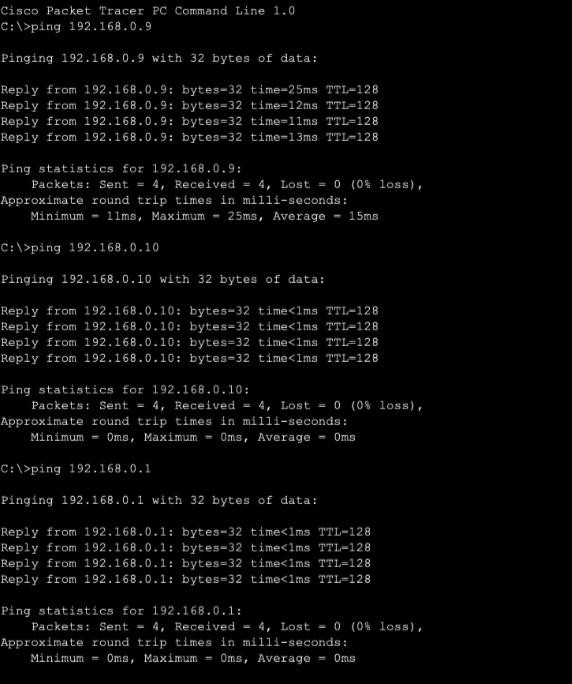 Cisco Packet Tracer PC Command Line 1.0
C:\>ping 192.168.0.9
Pinging 192.168.0.9 with 32 bytes of data:
Reply from 192.168.0.9: bytes=32 time=25ms TTL=128
Reply from 192.168.0.9: bytes=32 time=12ms TTL=128
Reply from 192.168.0.9: bytes=32 time=11ms TTL=128
Reply from 192.168.0.9: bytes=32 time=13ms TTL=128
Ping statistics for 192.168.0.9:
    Packets: Sent = 4, Received = 4, Lost = 0 (0% loss),
Approximate round trip times in milli-seconds:
    Minimum = 11ms, Maximum = 25ms, Average = 15ms
C:\>ping 192.168.0.10
Pinging 192.168.0.10 with 32 bytes of data:
Reply from 192.168.0.10: bytes=32 time<1ms TTL=128
Reply from 192.168.0.10: bytes=32 time<1ms TTL=128
Reply from 192.168.0.10: bytes=32 time<1ms TTL=128
Reply from 192.168.0.10: bytes=32 time<1ms TTL=128
Ping statistics for 192.168.0.10:
    Packets: Sent = 4, Received = 4, Lost = 0 (0% loss),
Approximate round trip times in milli-seconds:
    Minimum = 0ms, Maximum = 0ms, Average = 0ms
C:\>ping 192.168.0.1
Pinging 192.168.0.1 with 32 bytes of data:
Reply from 192.168.0.1: bytes=32 time<1ms TTL=128
Reply from 192.168.0.1: bytes=32 time<1ms TTL=128
Reply from 192.168.0.1: bytes=32 time<1ms TTL=128
Reply from 192.168.0.1: bytes=32 time<1ms TTL=128
Ping statistics for 192.168.0.1:
    Packets: Sent = 4, Received = 4, Lost = 0 (0% loss),
Approximate round trip times in milli-seconds:
    Minimum = 0ms, Maximum = 0ms, Average = 0ms